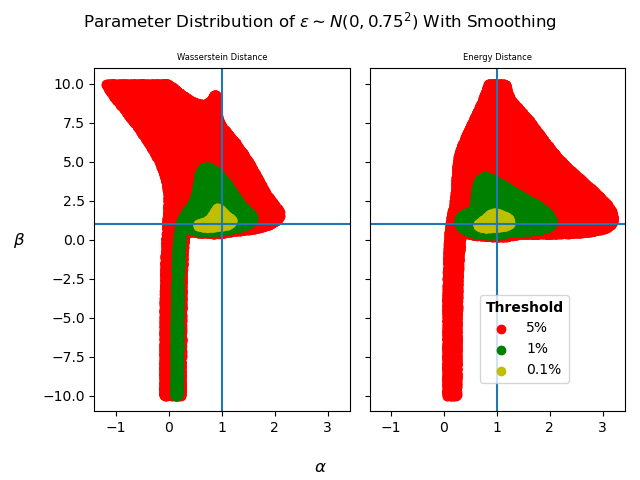 Parameter Distribution of ε ~ N(0, 0.75²) With Smoothing
Wasserstein Distance
Energy Distance
10.0
7.5
5.0
2.5
0.0
−2.5
−5.0
−7.5
−10.0
β
Threshold
5%
1%
0.1%
−1 0 1 2 3
−1 0 1 2 3
α